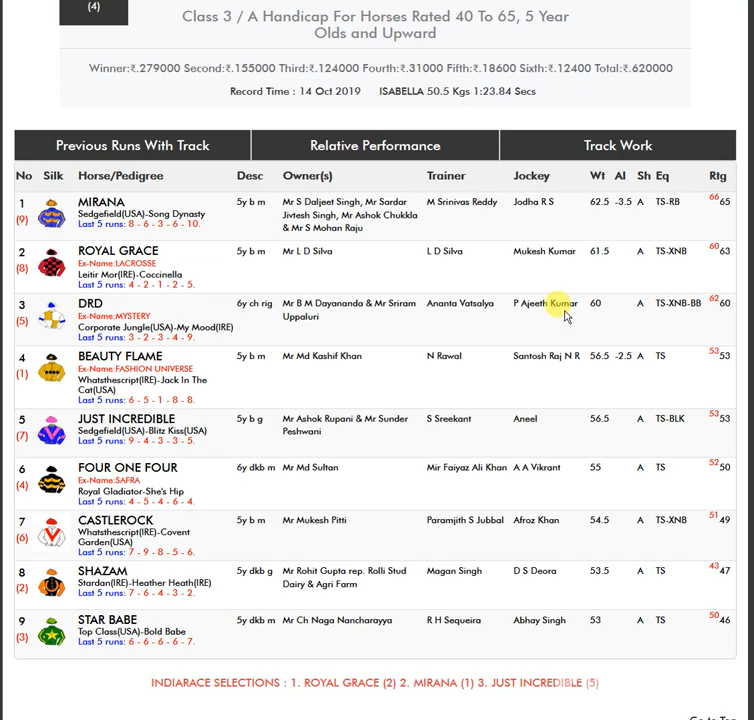 (4)
Class 3 / A Handicap For Horses Rated 40 To 65, 5 Year
Olds and Upward
Winner:₹.279000 Second:₹.155000 Third:₹.124000 Fourth:₹.31000 Fifth:₹.18600 Sixth:₹.12400 Total:₹.620000
Record Time : 14 Oct 2019 ISABELLA 50.5 Kgs 1:23.84 Secs
Previous Runs With Track Relative Performance Track Work
No Silk Horse/Pedigree Desc Owner(s) Trainer Jockey Wt Al Sh Eq Rtg
1 MIRANA 5y b m Mr S Daljeet Singh, Mr Sardar M Srinivas Reddy Jodha R S 62.5 -3.5 A TS-RB 66 65
(9) Sedgefield(USA)-Song Dynasty Jivtesh Singh, Mr Ashok Chukkla
Last 5 runs: 8 - 6 - 3 - 6 - 10. & Mr S Mohan Raju
2 ROYAL GRACE 5y b m Mr L D Silva L D Silva Mukesh Kumar 61.5 A TS-XNB 60 63
(8) Ex-Name:LACROSSE
Leitir Mor(IRE)-Coccinella
Last 5 runs: 4 - 2 - 1 - 2 - 5.
3 DRD 6y ch rig Mr B M Dayananda & Mr Sriram Ananta Vatsalya P Ajeeth Kumar 60 A TS-XNB-BB 62 60
(5) Ex-Name:MYSTERY Uppaluri
Corporate Jungle(USA)-My Mood(IRE)
Last 5 runs: 3 - 2 - 3 - 4 - 9.
4 BEAUTY FLAME 5y b m Mr Md Kashif Khan N Rawal Santosh Raj N R 56.5 -2.5 A TS 53 53
(1) Ex-Name:FASHION UNIVERSE
Whatsthescript(IRE)-Jack In The
Cat(USA)
Last 5 runs: 6 - 5 - 1 - 8 - 8.
5 JUST INCREDIBLE 5y b g Mr Ashok Rupani & Mr Sunder S Sreekant Aneel 56.5 A TS-BLK 53 53
(7) Sedgefield(USA)-Blitz Kiss(USA) Peshwani
Last 5 runs: 9 - 4 - 3 - 3 - 5.
6 FOUR ONE FOUR 6y dkb m Mr Md Sultan Mir Faiyaz Ali Khan A A Vikrant 55 A TS 52 50
(4) Ex-Name:SAFRA
Royal Gladiator-She's Hip
Last 5 runs: 4 - 5 - 4 - 6 - 4.
7 CASTLEROCK 5y b m Mr Mukesh Pitti Paramjith S Jubbal Afroz Khan 54.5 A TS-XNB 51 49
(6) Whatsthescript(IRE)-Covent
Garden(USA)
Last 5 runs: 7 - 9 - 8 - 5 - 6.
8 SHAZAM 5y dkb g Mr Rohit Gupta rep. Rolli Stud Magan Singh D S Deora 53.5 A TS 43 47
(2) Stardan(IRE)-Heather Heath(IRE) Dairy & Agri Farm
Last 5 runs: 7 - 6 - 4 - 3 - 2.
9 STAR BABE 5y dkb m Mr Ch Naga Nancharayya R H Sequeira Abhay Singh 53 A TS 50 46
(3) Top Class(USA)-Bold Babe
Last 5 runs: 6 - 6 - 6 - 6 - 7.
INDIARACE SELECTIONS : 1. ROYAL GRACE (2) 2. MIRANA (1) 3. JUST INCREDIBLE (5)
Go to Top